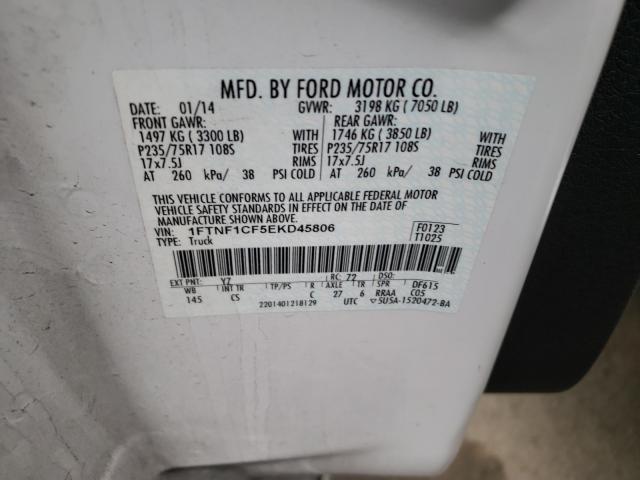 MFD. BY FORD MOTOR CO.
DATE: 01/14 GVWR: 3198 KG ( 7050 LB)
FRONT GAWR: REAR GAWR:
1497 KG ( 3300 LB) WITH 1746 KG ( 3850 LB) WITH
P235/75R17 108S TIRES P235/75R17 108S TIRES
17x7.5J RIMS 17x7.5J RIMS
AT 260 kPa/ 38 PSI COLD AT 260 kPa/ 38 PSI COLD
THIS VEHICLE CONFORMS TO ALL APPLICABLE FEDERAL MOTOR
VEHICLE SAFETY STANDARDS IN EFFECT ON THE DATE OF
MANUFACTURE SHOWN ABOVE.
VIN: 1FTNF1CF5EKD45806 F0123
TYPE: Truck T1025
EXT PNT: YZ RC: 72 DSO:
WB INT TR TP/PS R AXLE TR SPR DF615
145 CS C 27 6 RRAA C05
2201401218129 UTC ▽5U5A-1520472-BA